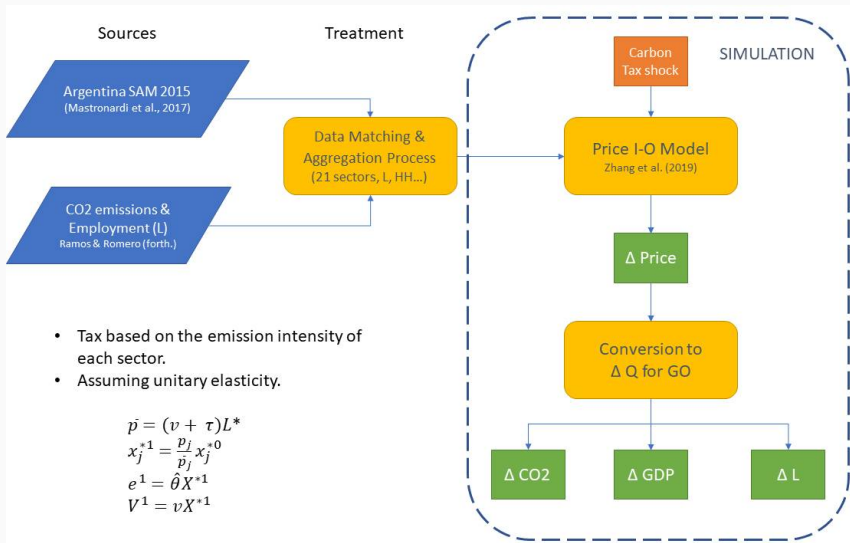 Sources
Treatment
SIMULATION
Carbon
Tax shock
Argentina SAM 2015
(Mastronardi et al., 2017)
Data Matching &
Aggregation Process
(21 sectors, L, HH...)
Price I-O Model
Zhang et al. (2019)
CO2 emissions &
Employment (L)
Ramos & Romero (forth.)
Δ Price
• Tax based on the emission intensity of
each sector.
• Assuming unitary elasticity.
Conversion to
Δ Q for GO
p̄ = (v + τ)L*
x_j^{*1} = \frac{p_j}{\bar{p}_j} x_j^{*0}
e^1 = \hat{θ}X^{*1}
V^1 = vX^{*1}
Δ CO2
Δ GDP
Δ L